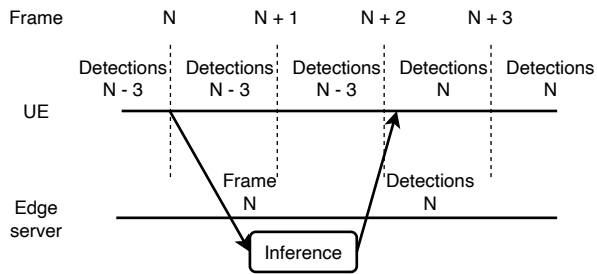 Frame N N + 1 N + 2 N + 3
Detections Detections Detections Detections Detections
N - 3 N - 3 N - 3 N N
UE
Frame Detections
N N
Edge
server
Inference